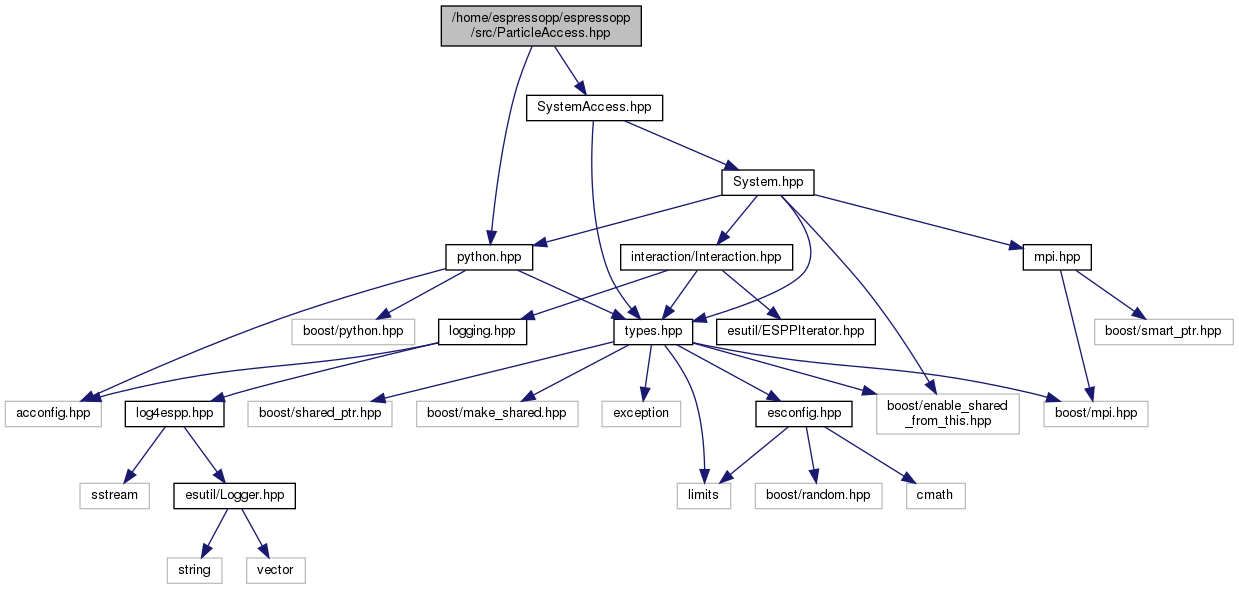 /home/espressopp/espressopp
/src/ParticleAccess.hpp
SystemAccess.hpp
System.hpp
python.hpp
interaction/Interaction.hpp
mpi.hpp
boost/python.hpp
logging.hpp
types.hpp
esutil/ESPPIterator.hpp
boost/smart_ptr.hpp
acconfig.hpp
log4espp.hpp
boost/shared_ptr.hpp
boost/make_shared.hpp
exception
esconfig.hpp
boost/enable_shared
_from_this.hpp
boost/mpi.hpp
sstream
esutil/Logger.hpp
limits
boost/random.hpp
cmath
string
vector